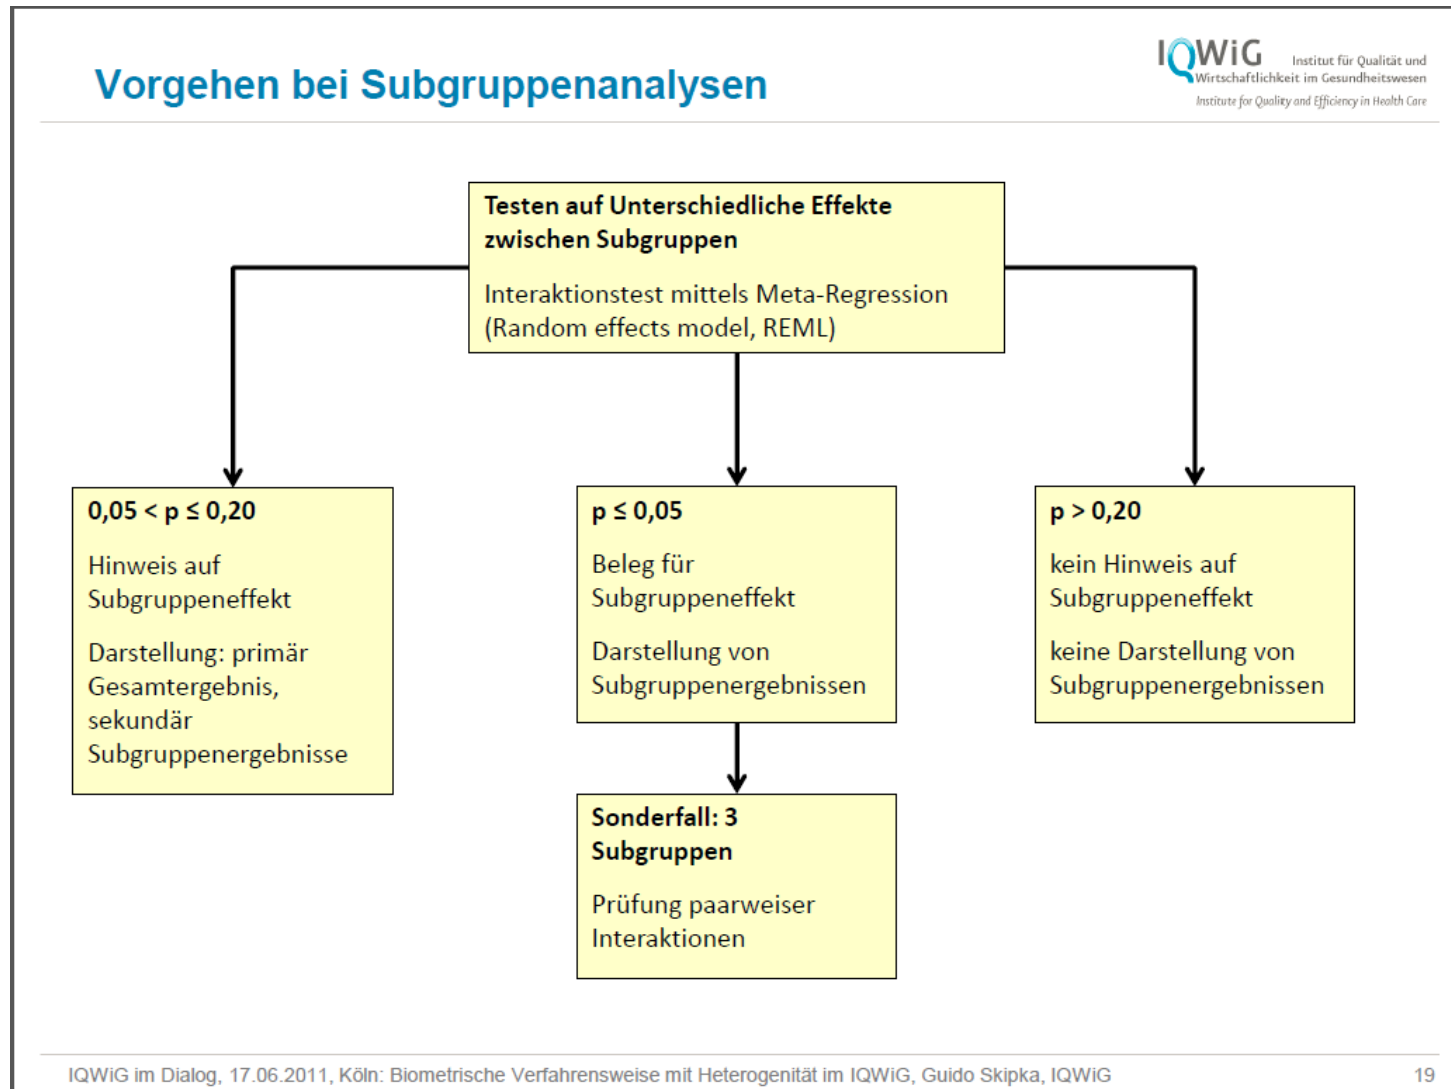 Vorgehen bei Subgruppenanalysen
IQWiG
Institut für Qualität und
Wirtschaftlichkeit im Gesundheitswesen
Institute for Quality and Efficiency in Health Care
Testen auf Unterschiedliche Effekte
zwischen Subgruppen
Interaktionstest mittels Meta-Regression
(Random effects model, REML)
0,05 < p ≤ 0,20
Hinweis auf
Subgruppeneffekt
Darstellung: primär
Gesamtergebnis,
sekundär
Subgruppenergebnisse
p ≤ 0,05
Beleg für
Subgruppeneffekt
Darstellung von
Subgruppenergebnissen
p > 0,20
kein Hinweis auf
Subgruppeneffekt
keine Darstellung von
Subgruppenergebnissen
Sonderfall: 3
Subgruppen
Prüfung paarweiser
Interaktionen
IQWiG im Dialog, 17.06.2011, Köln: Biometrische Verfahrensweise mit Heterogenität im IQWiG, Guido Skipka, IQWiG
19